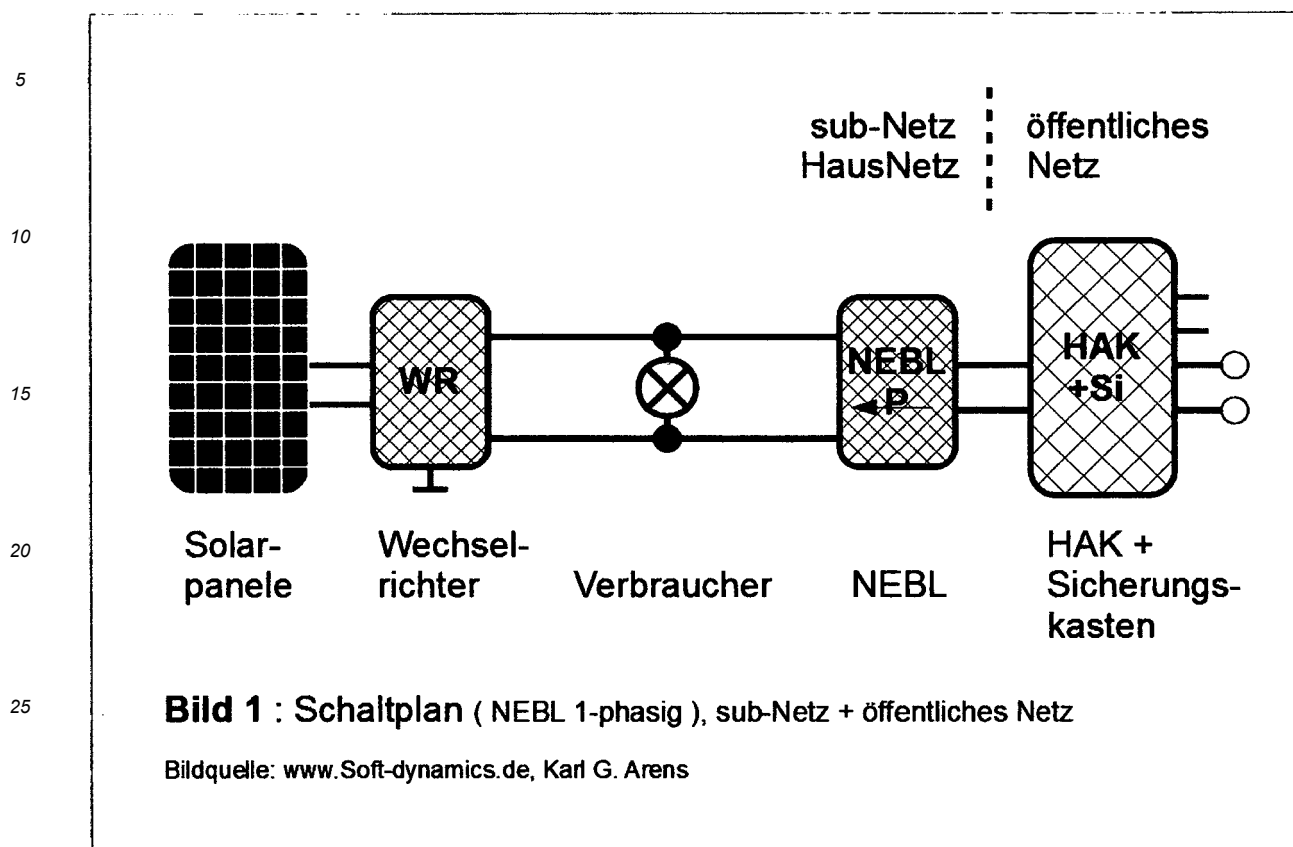 5
sub-Netz öffentliches
HausNetz Netz
10
WR
NEBL
P
HAK
+Si
15
Solar-
panele
Wechsel-
richter
Verbraucher
NEBL
HAK +
Sicherungs-
kasten
20
25
Bild 1 : Schaltplan ( NEBL 1-phasig ), sub-Netz + öffentliches Netz
Bildquelle: www.Soft-dynamics.de, Karl G. Arens